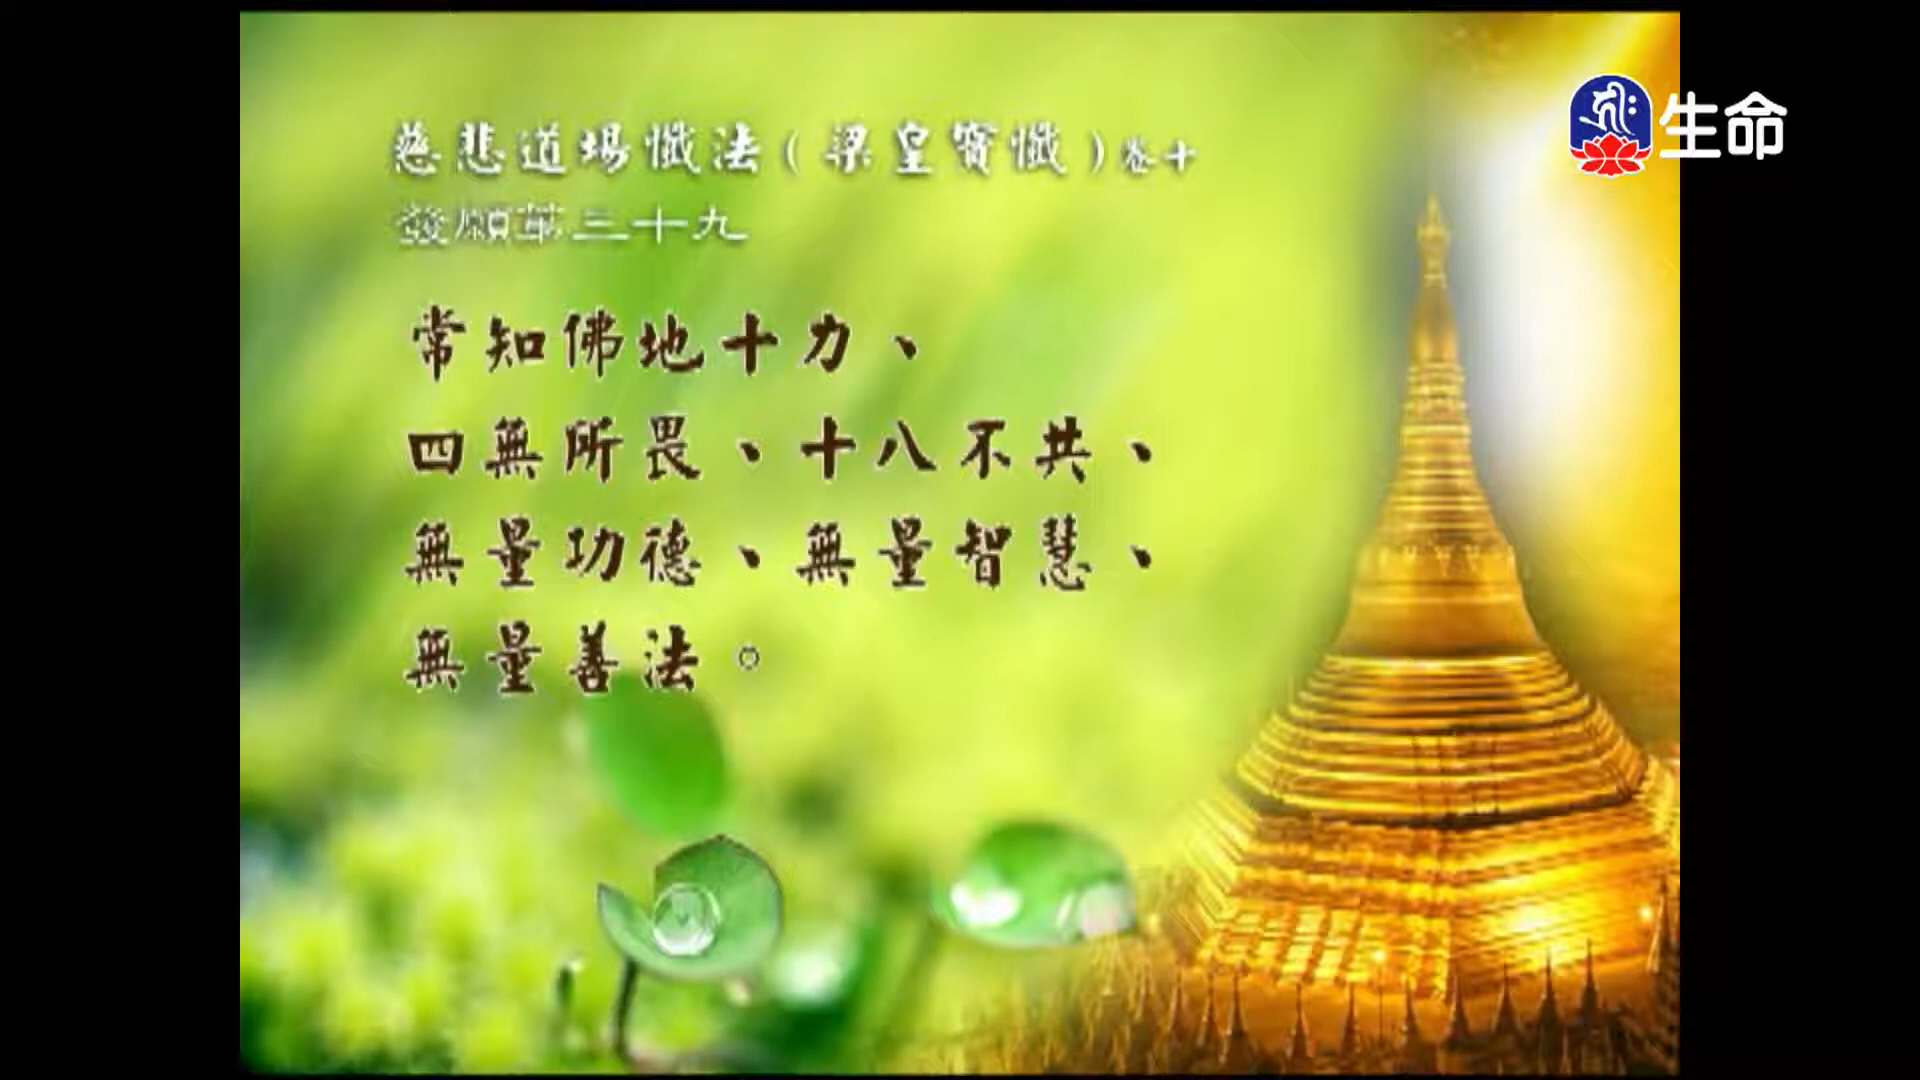 慈悲道場懺法（梁皇寶懺）卷十
發願第三十九
常知佛地十力、
四無所畏、十八不共、
無量功德、無量智慧、
無量善法。
生命